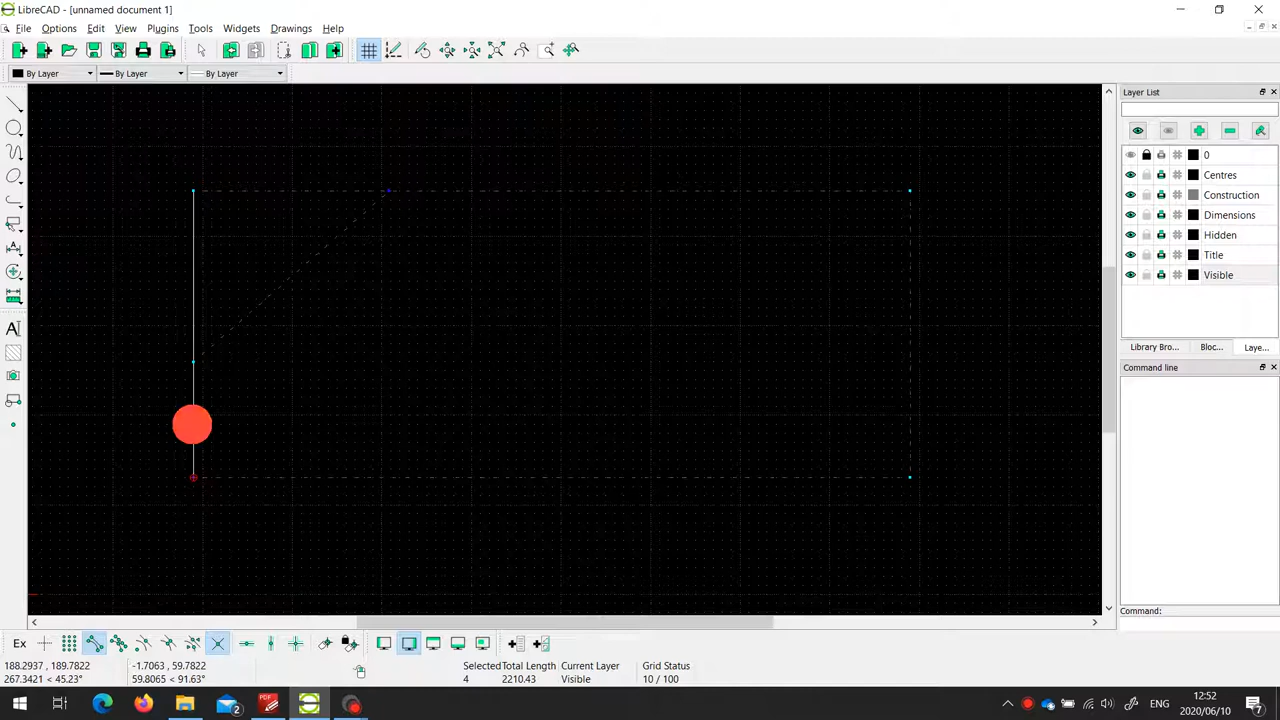 LibreCAD - [unnamed document 1]
File Options Edit View Plugins Tools Widgets Drawings Help
By Layer By Layer By Layer
Layer List
0
Centres
Construction
Dimensions
Hidden
Title
Visible
Library Bro... Bloc... Laye...
Command line
Command:
Ex
188.2937 , 189.7822 -1.7063 , 59.7822 Selected Total Length Current Layer Grid Status
267.3421 < 45.23° 59.8065 < 91.63° 4 2210.43 Visible 10 / 100
2 PDF ENG 12:52
2020/06/10 7